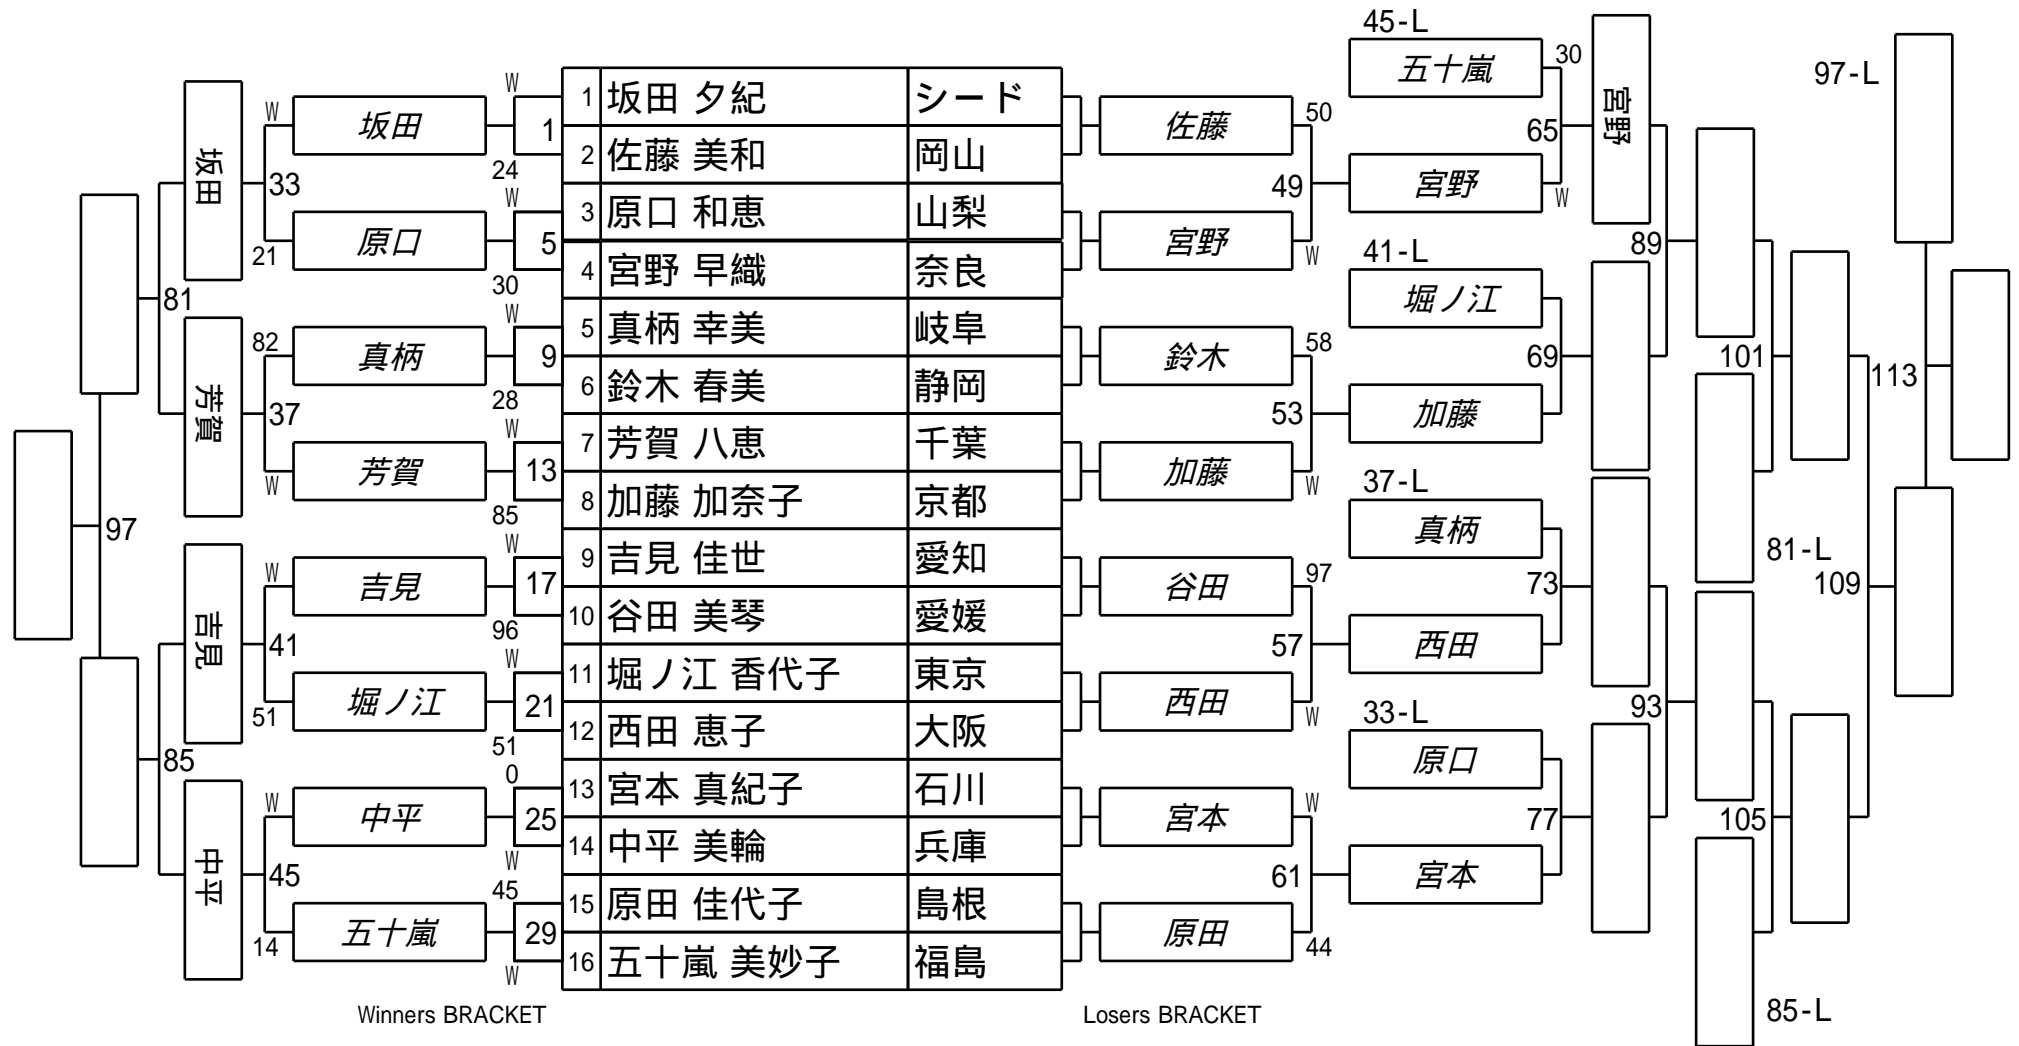 45-L
五十嵐 30
97-L
W W 1 坂田 夕紀 シード
坂田 1 佐藤 50 65 宮野
坂田 24 2 佐藤 美和 岡山 宮野
33 W 3 原口 和恵 山梨 49 W
21 原口 5 宮野 41-L 89
81 30 4 宮野 早織 奈良 W 堀ノ江
W 5 真柄 幸美 岐阜
82 真柄 9 鈴木 58 69 101 113
芳賀 28 6 鈴木 春美 静岡 加藤
37 W 7 芳賀 八恵 千葉 53
W 芳賀 13 加藤 37-L
85 8 加藤 加奈子 京都 W 真柄
97 W 9 吉見 佳世 愛知 81-L
W 吉見 17 谷田 97 73 109
吉見 96 10 谷田 美琴 愛媛 西田
41 W 11 堀ノ江 香代子 東京 57
51 堀ノ江 21 西田 W 33-L 93
85 51 12 西田 恵子 大阪 原口
0 13 宮本 真紀子 石川
W 中平 25 宮本 W 77 105
中平 W 14 中平 美輪 兵庫 宮本
45 45 15 原田 佳代子 島根 61
14 五十嵐 29 原田 44
W 16 五十嵐 美妙子 福島
Winners BRACKET Losers BRACKET 85-L